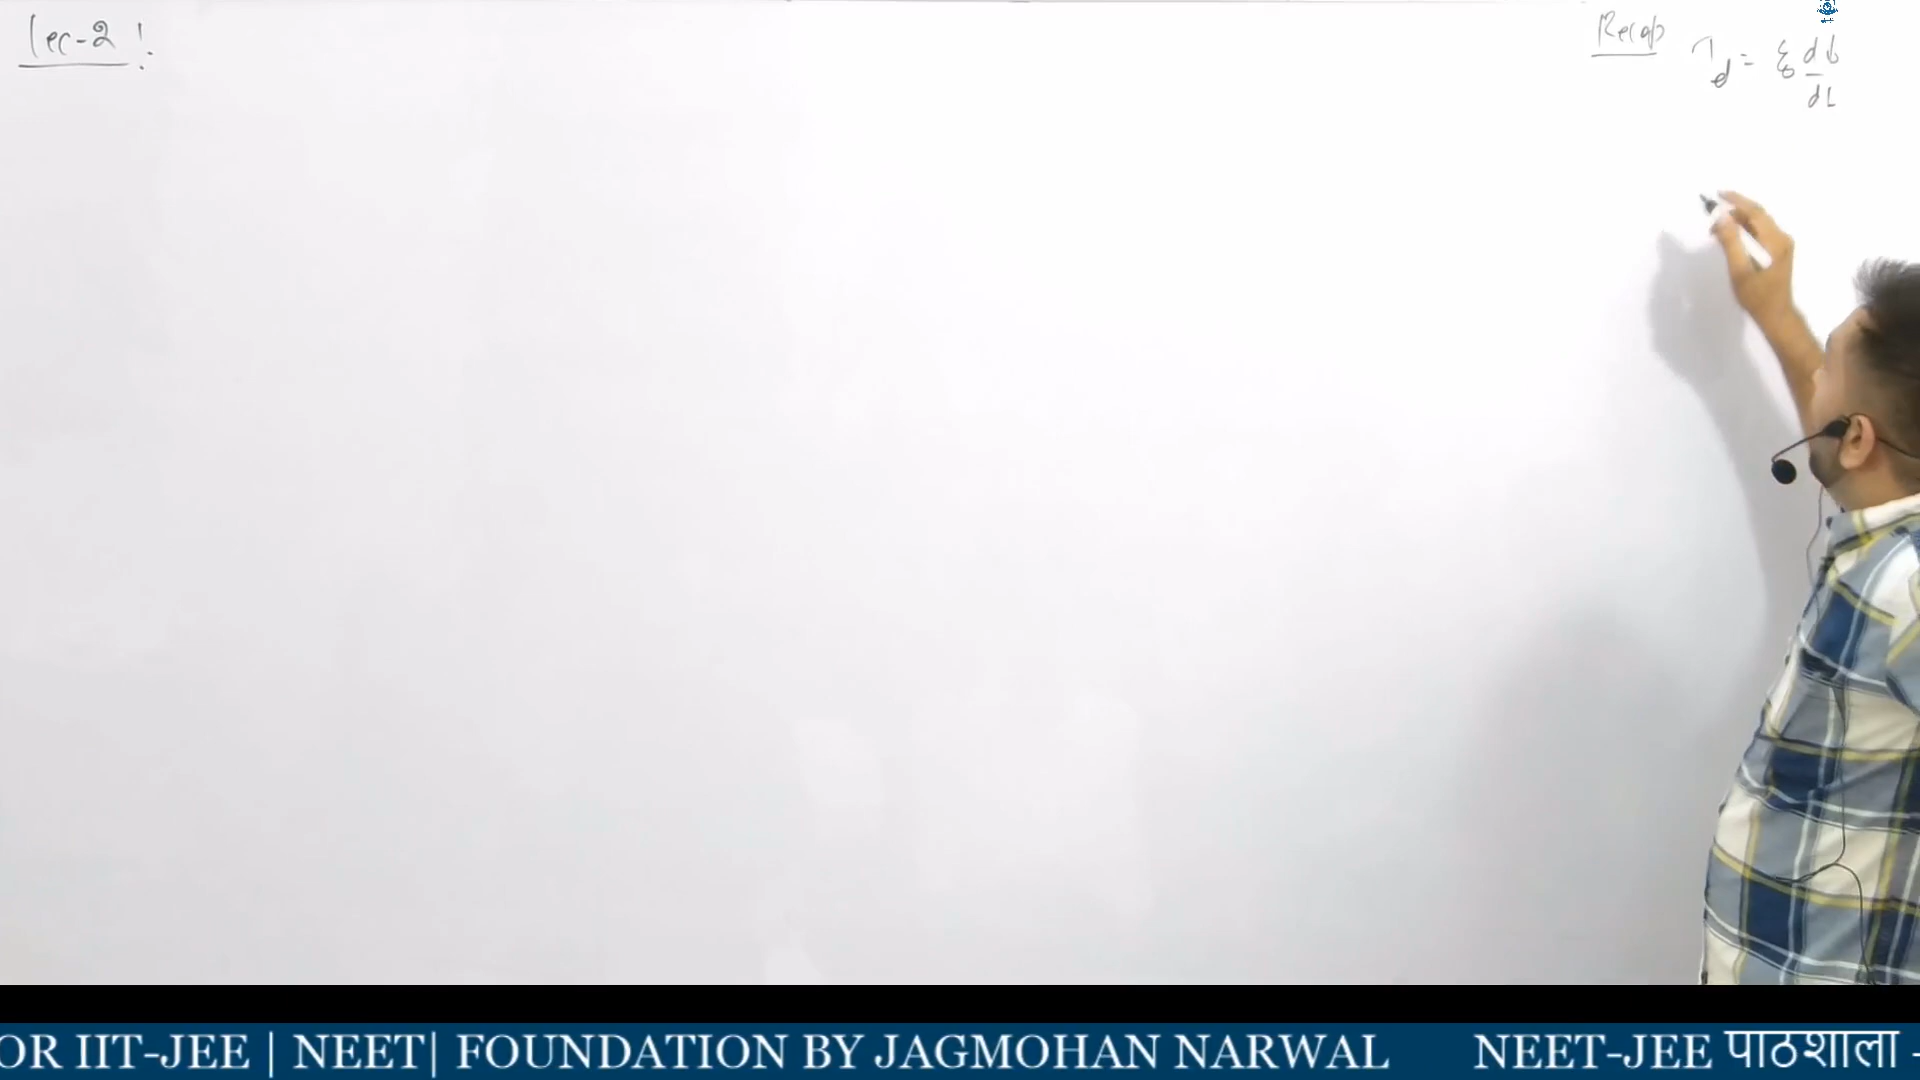 Lec-2 :
Recap
I_d = ε₀ dϕ/dt
OR IIT-JEE | NEET| FOUNDATION BY JAGMOHAN NARWAL NEET-JEE पाठशाला -